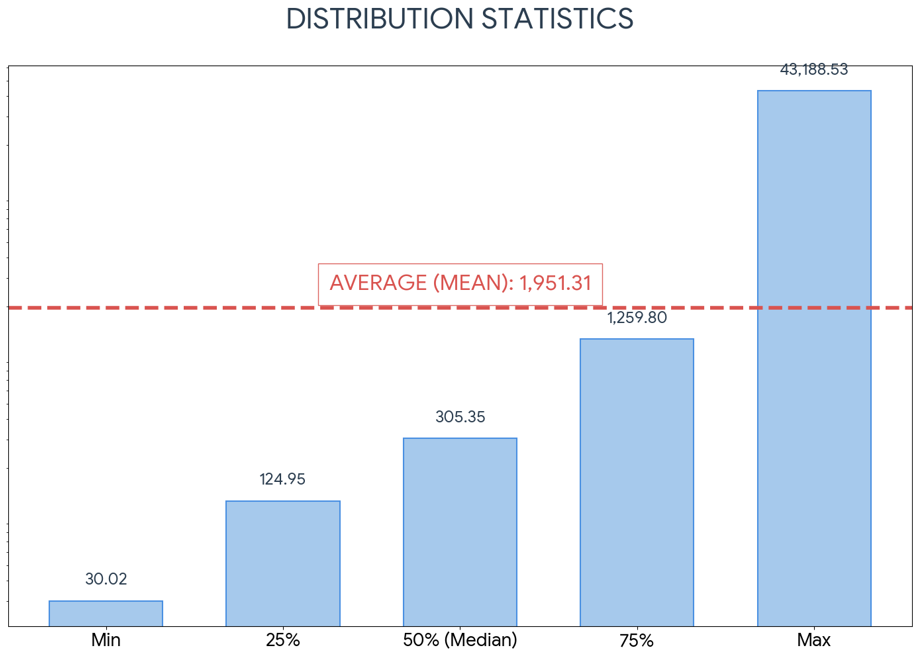 DISTRIBUTION STATISTICS
43,188.53
AVERAGE (MEAN): 1,951.31
1,259.80
305.35
124.95
30.02
Min 25% 50% (Median) 75% Max